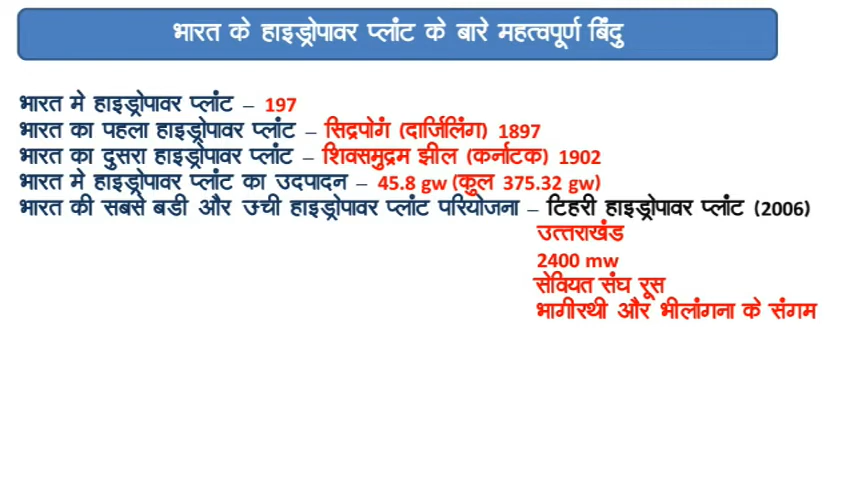 भारत के हाइड्रोपावर प्लांट के बारे महत्वपूर्ण बिंदु
भारत मे हाइड्रोपावर प्लांट – 197
भारत का पहला हाइड्रोपावर प्लांट – सिद्रपोंग (दार्जिलिंग) 1897
भारत का दुसरा हाइड्रोपावर प्लांट – शिवसमुद्रम झील (कर्नाटक) 1902
भारत मे हाइड्रोपावर प्लांट का उदपादन – 45.8 gw (कुल 375.32 gw)
भारत की सबसे बडी और उची हाइड्रोपावर प्लांट परियोजना – टिहरी हाइड्रोपावर प्लांट (2006)
उत्तराखंड
2400 mw
सेवियत संघ रूस
भागीरथी और भीलांगना के संगम